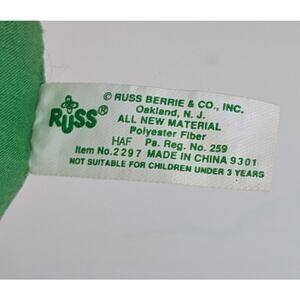 RUSS®
© RUSS BERRIE & CO., INC.
Oakland, N. J.
ALL NEW MATERIAL
Polyester Fiber
HAF Pa. Reg. No. 259
Item No. 2297 MADE IN CHINA 9301
NOT SUITABLE FOR CHILDREN UNDER 3 YEARS